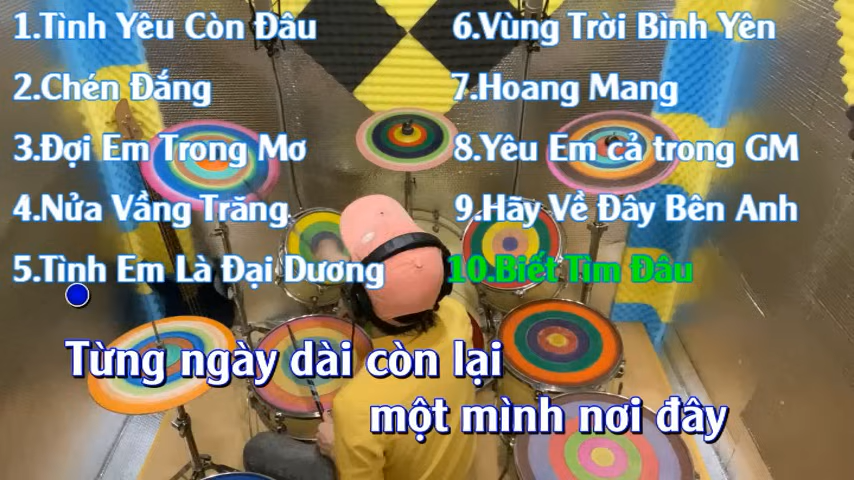 1.Tình Yêu Còn Đâu
2.Chén Đắng
3.Đợi Em Trong Mơ
4.Nửa Vầng Trăng
5.Tình Em Là Đại Dương
6.Vùng Trời Bình Yên
7.Hoang Mang
8.Yêu Em cả trong GM
9.Hãy Về Đây Bên Anh
10.Biết Tìm Đâu
Từng ngày dài còn lại
một mình nơi đây